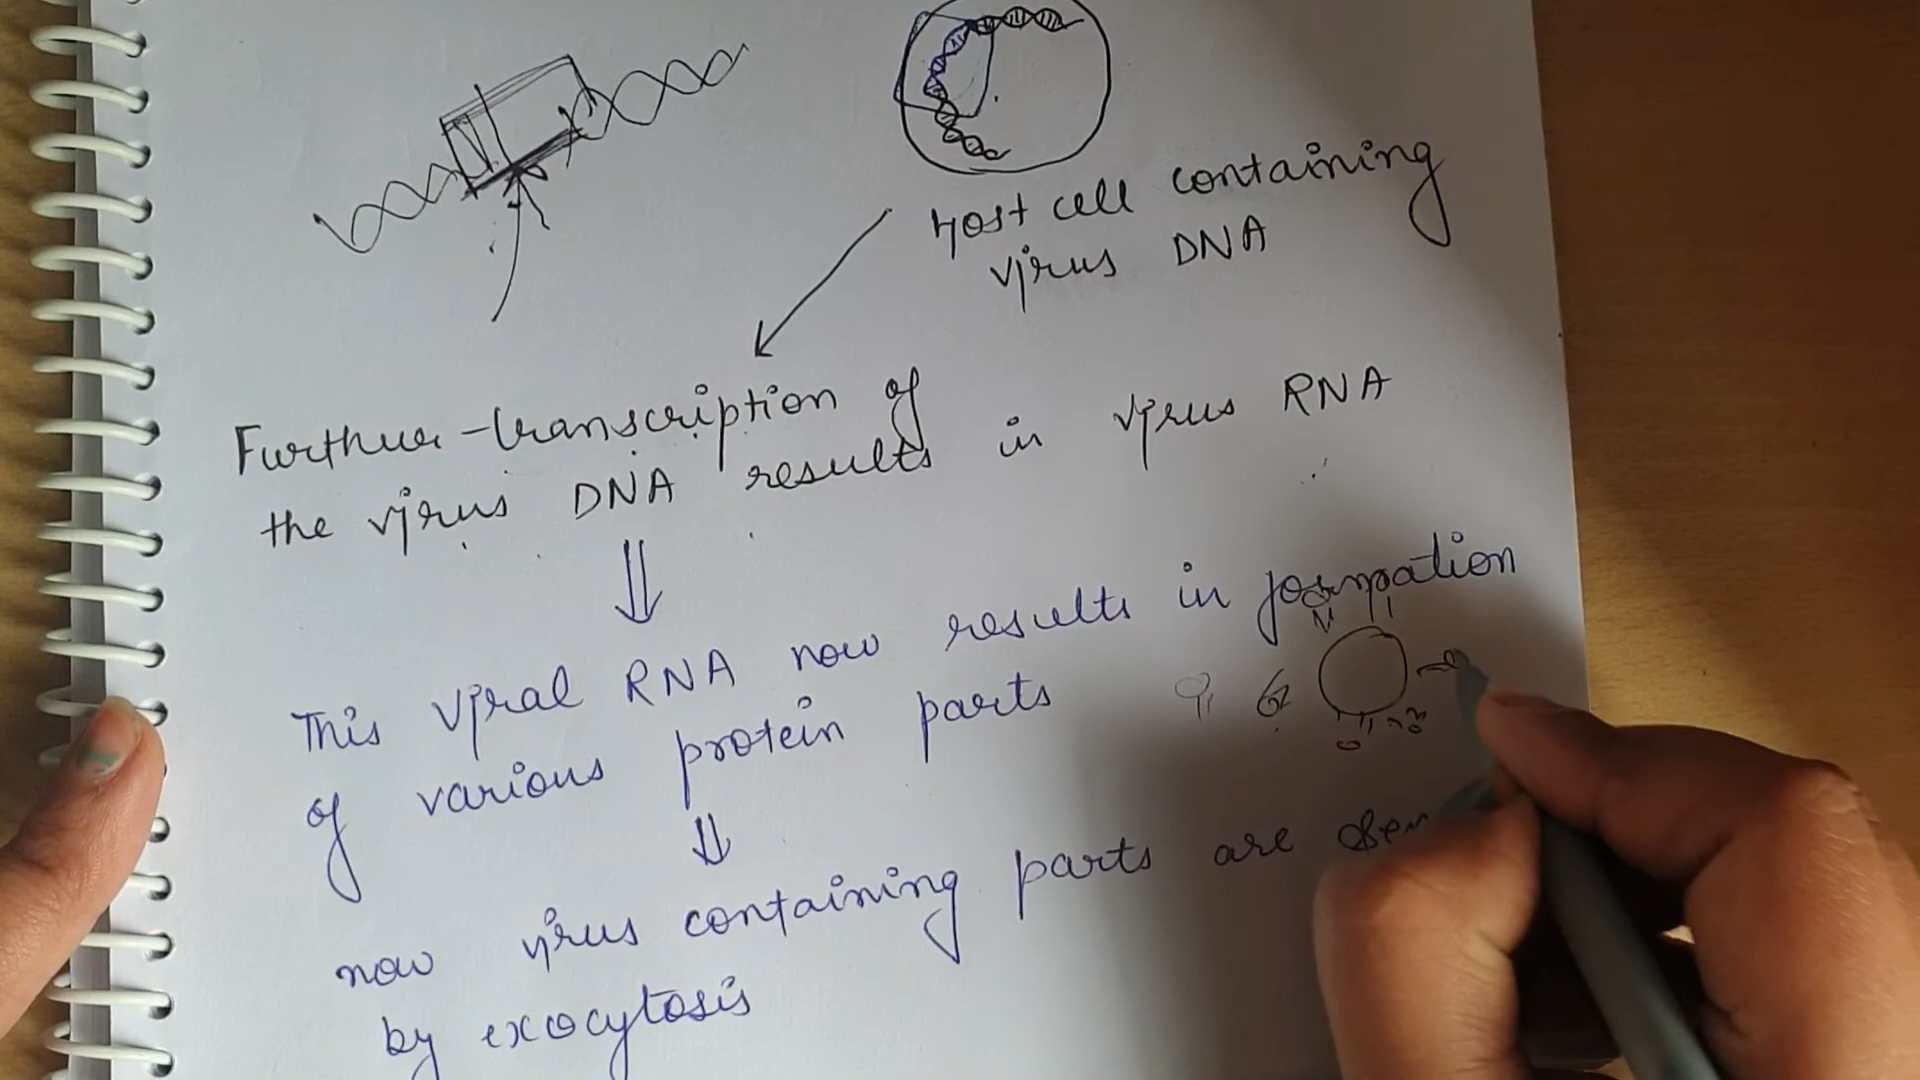 Host cell containing
virus DNA
Further transcription of
the virus DNA results in virus RNA
This viral RNA now results in formation
of various protein parts
now virus containing parts are
by exocytosis